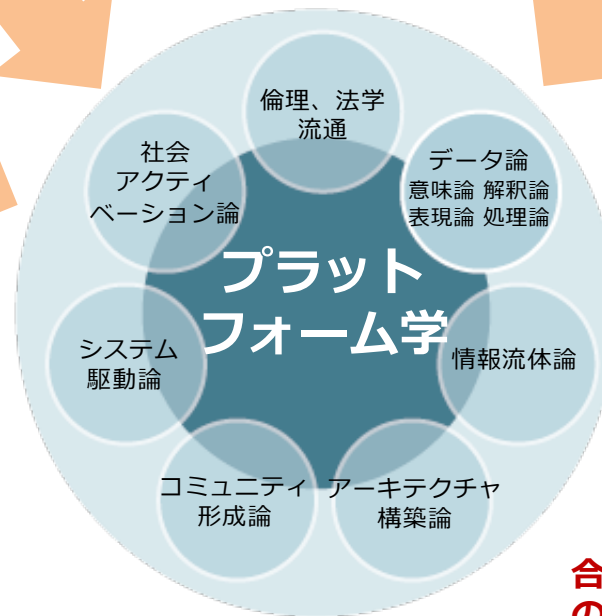 倫理、法学
流通
データ論
意味論 解釈論
表現論 処理論
情報流体論
アーキテクチャ
構築論
コミュニティ
形成論
システム
駆動論
社会
アクティ
ベーション論
プラット
フォーム学
合
の